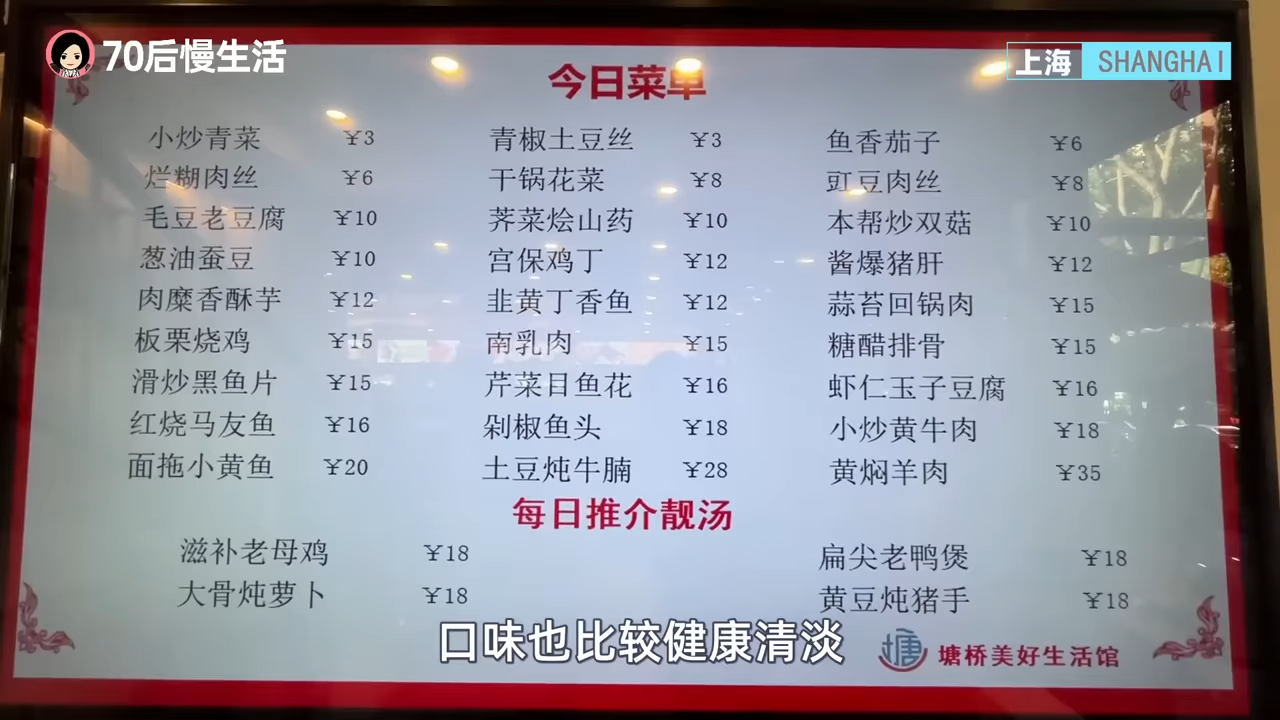 70后慢生活
上海 SHANGHAI
今日菜单
小炒青菜 ¥3 青椒土豆丝 ¥3 鱼香茄子 ¥6
烂糊肉丝 ¥6 干锅花菜 ¥8 豇豆肉丝 ¥8
毛豆老豆腐 ¥10 荠菜烩山药 ¥10 本帮炒双菇 ¥10
葱油蚕豆 ¥10 宫保鸡丁 ¥12 酱爆猪肝 ¥12
肉糜香酥芋 ¥12 韭黄丁香鱼 ¥12 蒜苔回锅肉 ¥15
板栗烧鸡 ¥15 南乳肉 ¥15 糖醋排骨 ¥15
滑炒黑鱼片 ¥15 芹菜目鱼花 ¥16 虾仁玉子豆腐 ¥16
红烧马友鱼 ¥16 剁椒鱼头 ¥18 小炒黄牛肉 ¥18
面拖小黄鱼 ¥20 土豆炖牛腩 ¥28 黄焖羊肉 ¥35
每日推介靓汤
滋补老母鸡 ¥18 扁尖老鸭煲 ¥18
大骨炖萝卜 ¥18 黄豆炖猪手 ¥18
口味也比较健康清淡
塘 塘桥美好生活馆